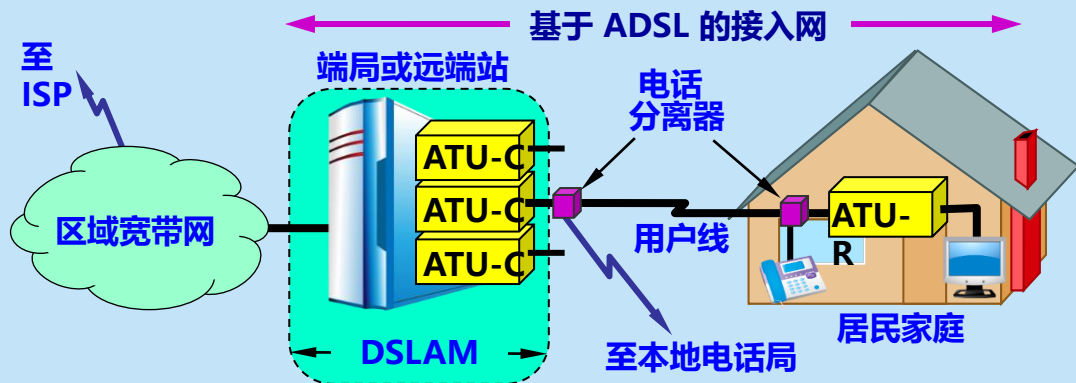 基于 ADSL 的接入网
至
ISP
端局或远端站
电话
分离器
ATU-C
ATU-C
ATU-C
区域宽带网
用户线
ATU-
R
居民家庭
DSLAM
至本地电话局